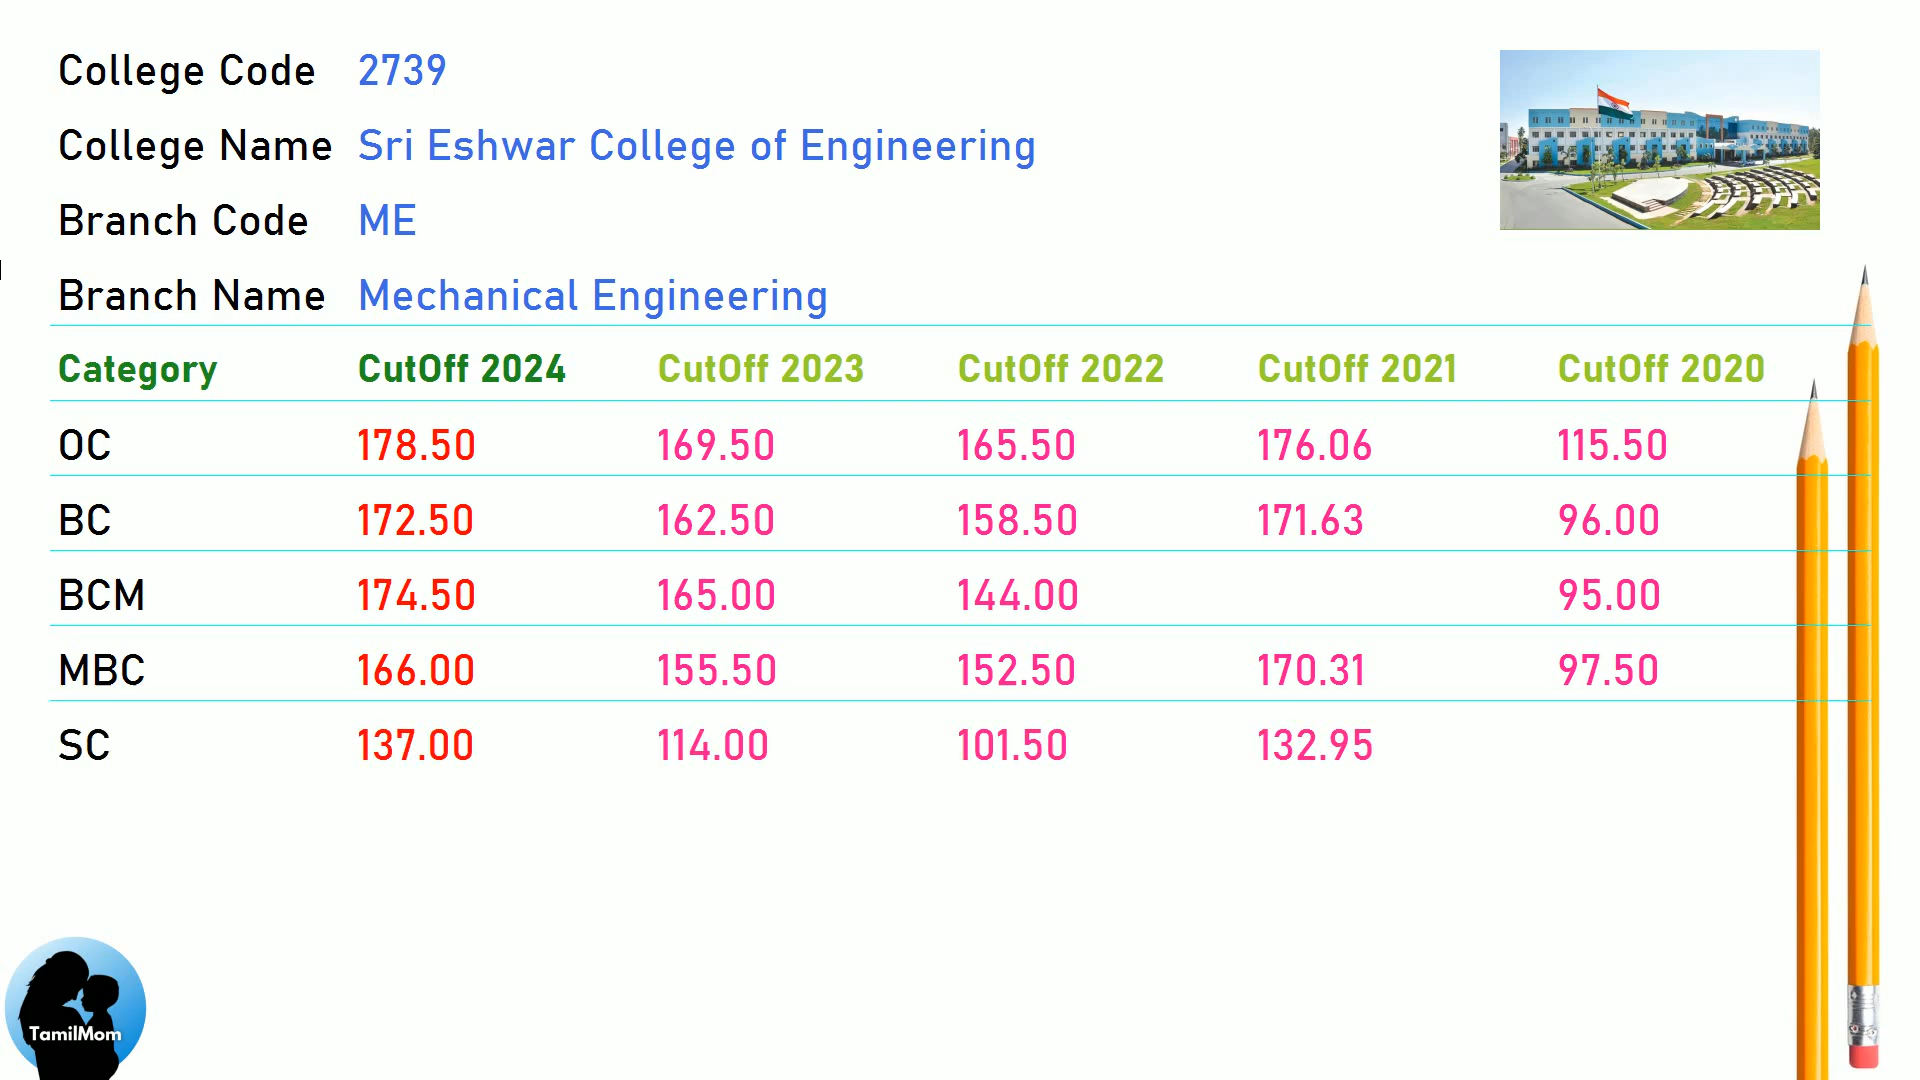 College Code 2739
College Name Sri Eshwar College of Engineering
Branch Code ME
Branch Name Mechanical Engineering
Category CutOff 2024 CutOff 2023 CutOff 2022 CutOff 2021 CutOff 2020
OC 178.50 169.50 165.50 176.06 115.50
BC 172.50 162.50 158.50 171.63 96.00
BCM 174.50 165.00 144.00 95.00
MBC 166.00 155.50 152.50 170.31 97.50
SC 137.00 114.00 101.50 132.95
TamilMom